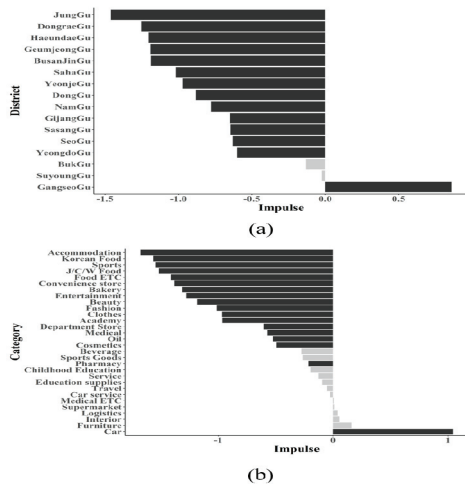 JungGu
DongraeGu
HaeundaeGu
GeumjeongGu
BusanJinGu
SahaGu
YeonjeGu
DongGu
NamGu
GijangGu
SasangGu
SeoGu
YeongdoGu
BukGu
SuyoungGu
GangseoGu
District
-1.5 -1.0 -0.5 0.0 0.5
Impulse
(a)
Accommodation
Korean Food
Sports
J/C/W Food
Food ETC
Convenience store
Bakery
Entertainment
Beauty
Fashion
Clothes
Academy
Department Store
Medical
Oil
Cosmetics
Beverage
Sports Goods
Pharmacy
Childhood Education
Service
Education supplies
Travel
Car service
Medical ETC
Supermarket
Logistics
Interior
Furniture
Car
Category
-1 0 1
Impulse
(b)